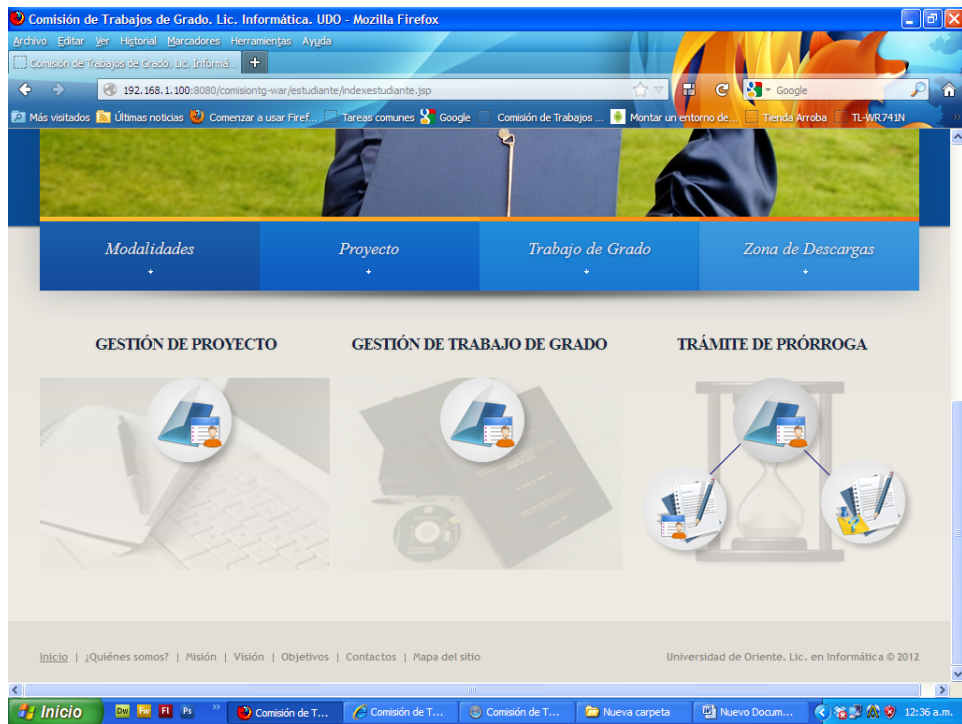 Comisión de Trabajos de Grado. Lic. Informática. UDO - Mozilla Firefox
Archivo Editar Ver Historial Marcadores Herramientas Ayuda
Comisión de Trabajos de Grado. Lic. Informá...
192.168.1.100:8080/comisiontg-war/estudiante/indexestudiante.jsp
Google
Más visitados Últimas noticias Comenzar a usar Firef... Tareas comunes Google Comisión de Trabajos ... Montar un entorno de... Tienda Arroba TL-WR741N
Modalidades Proyecto Trabajo de Grado Zona de Descargas
+ + + +
GESTIÓN DE PROYECTO GESTIÓN DE TRABAJO DE GRADO TRÁMITE DE PRÓRROGA
Inicio | ¿Quiénes somos? | Misión | Visión | Objetivos | Contactos | Mapa del sitio Universidad de Oriente. Lic. en Informática © 2012
Inicio Dw Fw Fl Ps » Comisión de T... Comisión de T... Comisión de T... Nueva carpeta Nuevo Docum... 12:36 a.m.